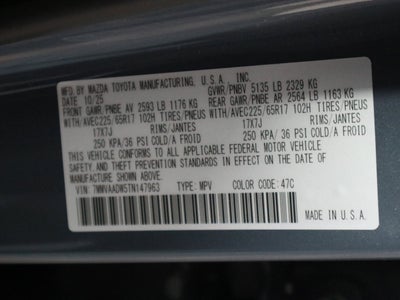 MFD. BY MAZDA TOYOTA MANUFACTURING, U.S.A., INC.
DATE: 10/25 GVWR/PNBV 5135 LB 2329 KG
FRONT GAWR/PNBE AV 2593 LB 1176 KG REAR GAWR/PNBE AR 2564 LB 1163 KG
WITH/AVEC225/65R17 102H TIRES/PNEUS WITH/AVEC225/65R17 102H TIRES/PNEUS
17X7J RIMS/JANTES 17X7J RIMS/JANTES
250 KPA/36 PSI COLD/A FROID 250 KPA/36 PSI COLD/A FROID
THIS VEHICLE CONFORMS TO ALL APPLICABLE FEDERAL MOTOR VEHICLE
SAFETY, AND THEFT PREVENTION STANDARDS IN EFFECT ON THE DATE OF
MANUFACTURE SHOWN ABOVE.
VIN: 7MMVAADW5TN147963 TYPE: MPV COLOR CODE: 47C
MADE IN U.S.A.